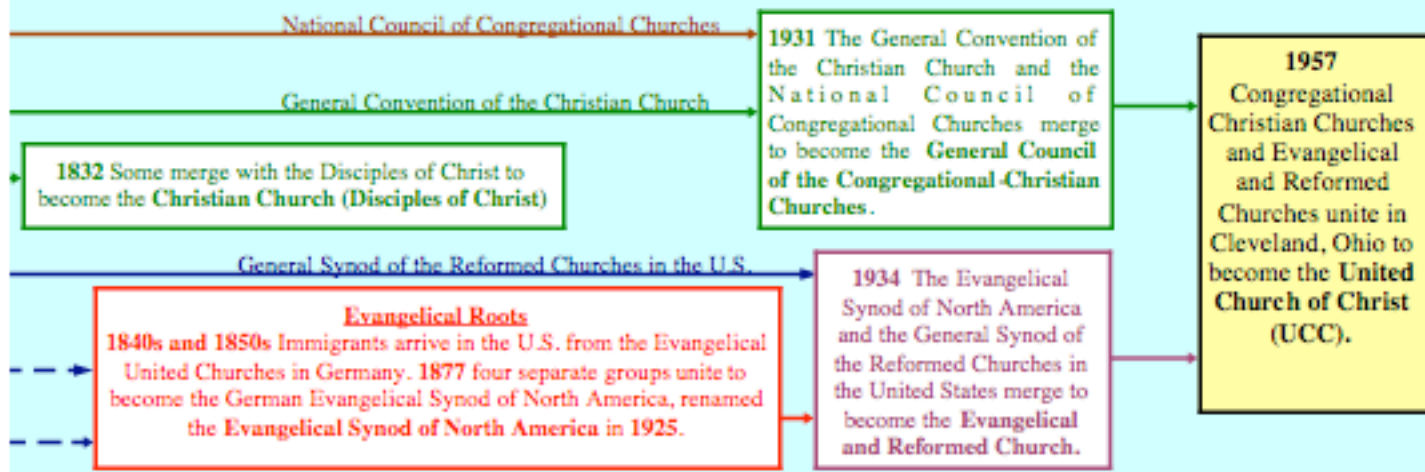 National Council of Congregational Churches
General Convention of the Christian Church
1931 The General Convention of
the Christian Church and the
National Council of
Congregational Churches merge
to become the General Council
of the Congregational-Christian
Churches.
1832 Some merge with the Disciples of Christ to
become the Christian Church (Disciples of Christ)
General Synod of the Reformed Churches in the U.S.
Evangelical Roots
1840s and 1850s Immigrants arrive in the U.S. from the Evangelical
United Churches in Germany. 1877 four separate groups unite to
become the German Evangelical Synod of North America, renamed
the Evangelical Synod of North America in 1925.
1934 The Evangelical
Synod of North America
and the General Synod of
the Reformed Churches in
the United States merge to
become the Evangelical
and Reformed Church.
1957
Congregational
Christian Churches
and Evangelical
and Reformed
Churches unite in
Cleveland, Ohio to
become the United
Church of Christ
(UCC).